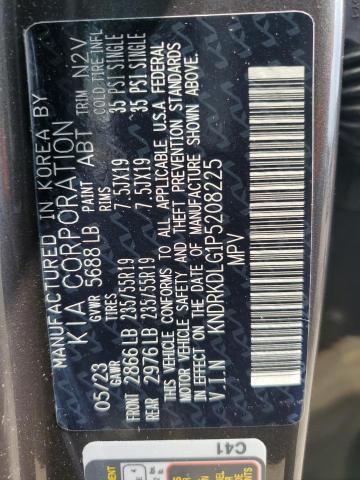 MANUFACTURED IN KOREA BY
KIA CORPORATION
05/23 GVWR 5688 LB PAINT ABT TRIM N2V
GAWR TIRES RIMS COLD TIRE INFL
FRONT 2866 LB 235/55R19 7.5JX19 35 PSI SINGLE
REAR 2976 LB 235/55R19 7.5JX19 35 PSI SINGLE
THIS VEHICLE CONFORMS TO ALL APPLICABLE U.S.A FEDERAL
MOTOR VEHICLE SAFETY AND THEFT PREVENTION STANDARDS
IN EFFECT ON THE DATE OF MANUFACTURE SHOWN ABOVE.
V.I.N KNDRKDLG1P5208225
MPV
C41